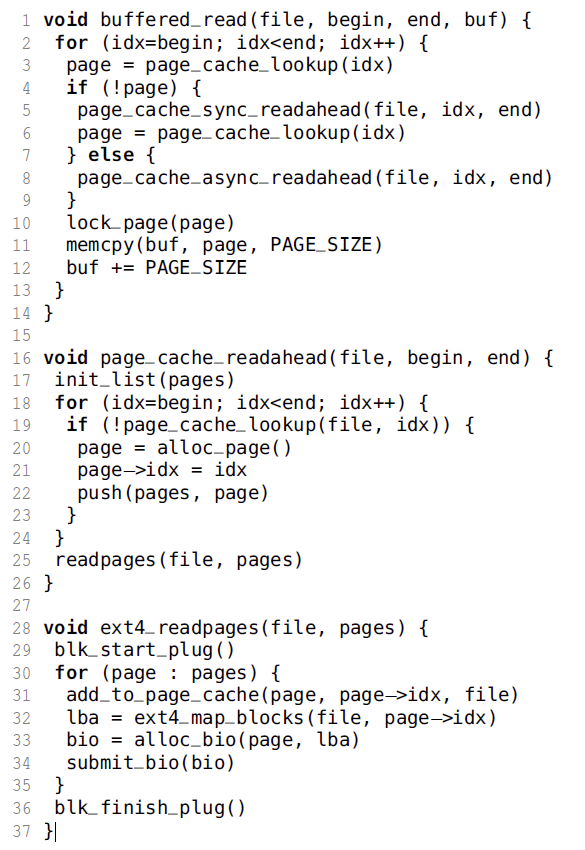 1 void buffered_read(file, begin, end, buf) {
2  for (idx=begin; idx<end; idx++) {
3   page = page_cache_lookup(idx)
4   if (!page) {
5    page_cache_sync_readahead(file, idx, end)
6    page = page_cache_lookup(idx)
7   } else {
8    page_cache_async_readahead(file, idx, end)
9   }
10   lock_page(page)
11   memcpy(buf, page, PAGE_SIZE)
12   buf += PAGE_SIZE
13  }
14 }
15
16 void page_cache_readahead(file, begin, end) {
17  init_list(pages)
18  for (idx=begin; idx<end; idx++) {
19   if (!page_cache_lookup(file, idx)) {
20    page = alloc_page()
21    page->idx = idx
22    push(pages, page)
23   }
24  }
25  readpages(file, pages)
26 }
27
28 void ext4_readpages(file, pages) {
29  blk_start_plug()
30  for (page : pages) {
31   add_to_page_cache(page, page->idx, file)
32   lba = ext4_map_blocks(file, page->idx)
33   bio = alloc_bio(page, lba)
34   submit_bio(bio)
35  }
36  blk_finish_plug()
37 }